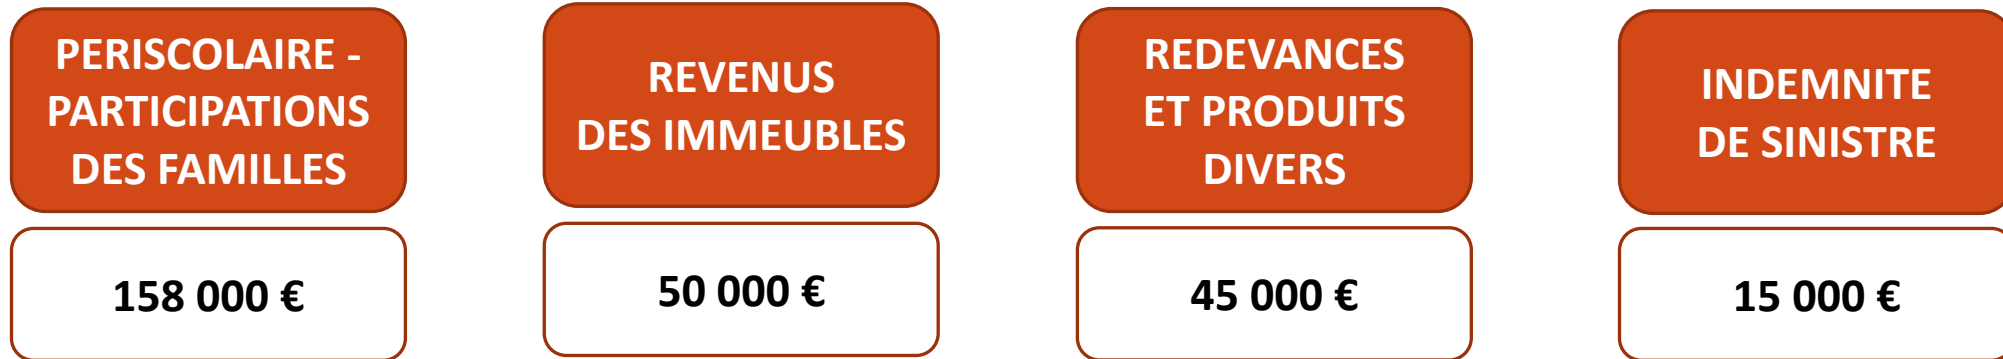 PERISCOLAIRE -
PARTICIPATIONS
DES FAMILLES
158 000 €
REVENUS
DES IMMEUBLES
50 000 €
REDEVANCES
ET PRODUITS
DIVERS
45 000 €
INDEMNITE
DE SINISTRE
15 000 €